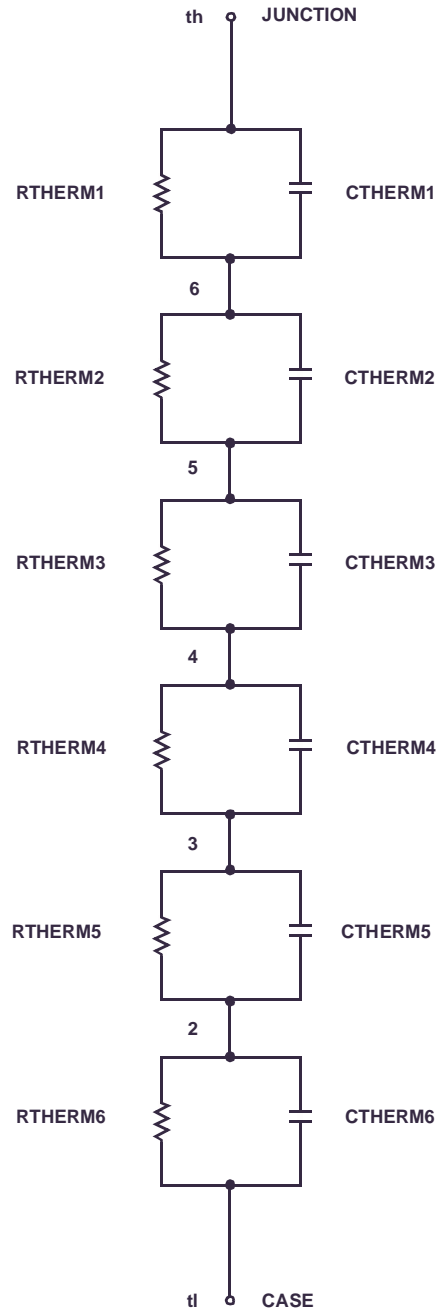 th JUNCTION
RTHERM1 CTHERM1
6
RTHERM2 CTHERM2
5
RTHERM3 CTHERM3
4
RTHERM4 CTHERM4
3
RTHERM5 CTHERM5
2
RTHERM6 CTHERM6
tl CASE